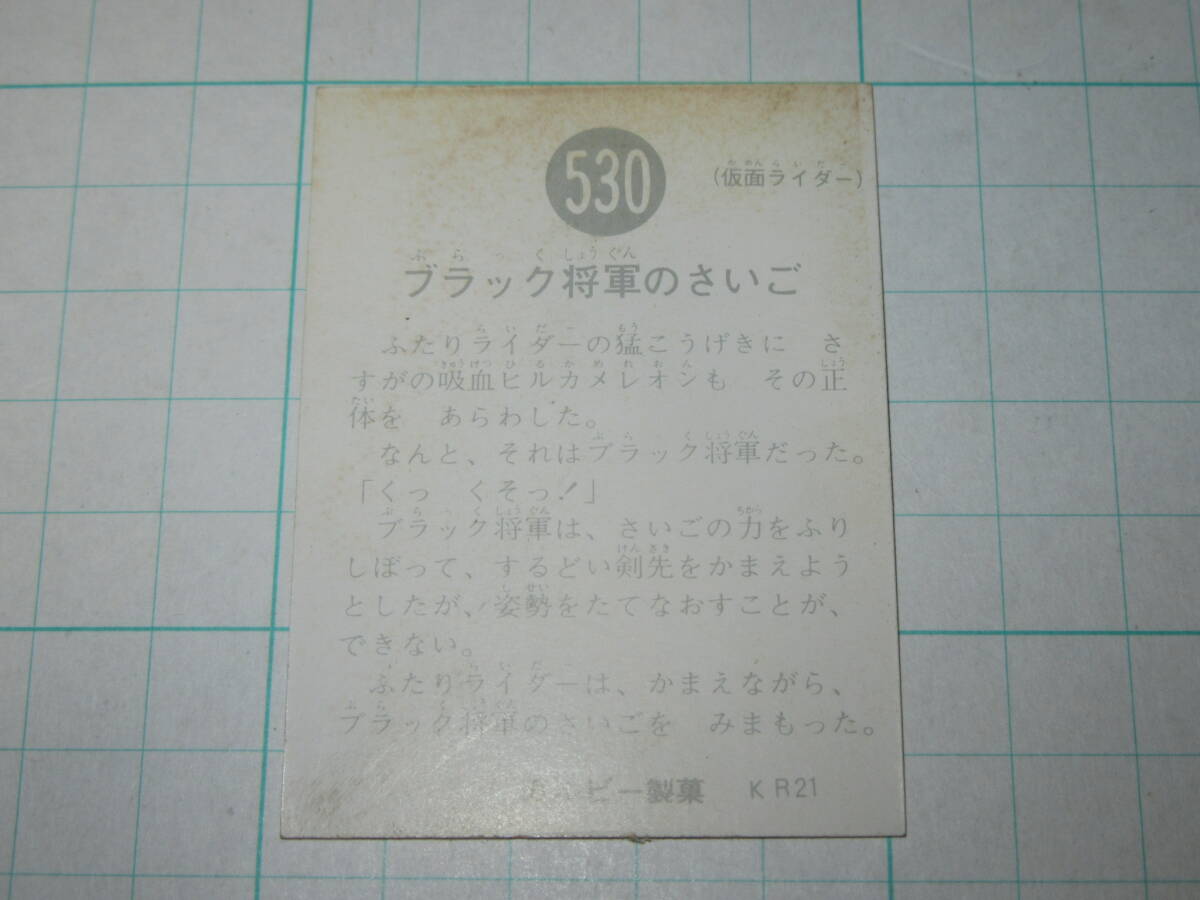 530
(仮面ライダー)
ブラック将軍のさいご
ふたりライダーの猛こうげきに　さ
すがの吸血ヒルカメレオンも　その正
体を　あらわした。
なんと、それはブラック将軍だった。
「くっ　くそっ！」
ブラック将軍は、さいごの力をふり
しぼって、するどい剣先をかまえよう
としたが、姿勢をたてなおすことが、
できない。
ふたりライダーは、かまえながら、
ブラック将軍のさいごを　みまもった。
カルビー製菓　KR21